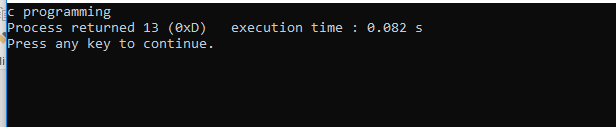 c programming
Process returned 13 (0xD)   execution time : 0.082 s
Press any key to continue.